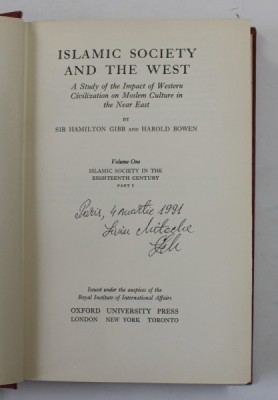 ISLAMIC SOCIETY
AND THE WEST
A Study of the Impact of Western
Civilization on Moslem Culture in
the Near East
BY
SIR HAMILTON GIBB AND HAROLD BOWEN
Volume One
ISLAMIC SOCIETY IN THE
EIGHTEENTH CENTURY
PART I
Paris, 4 martie 1991
Issued under the auspices of the
Royal Institute of International Affairs
OXFORD UNIVERSITY PRESS
LONDON NEW YORK TORONTO